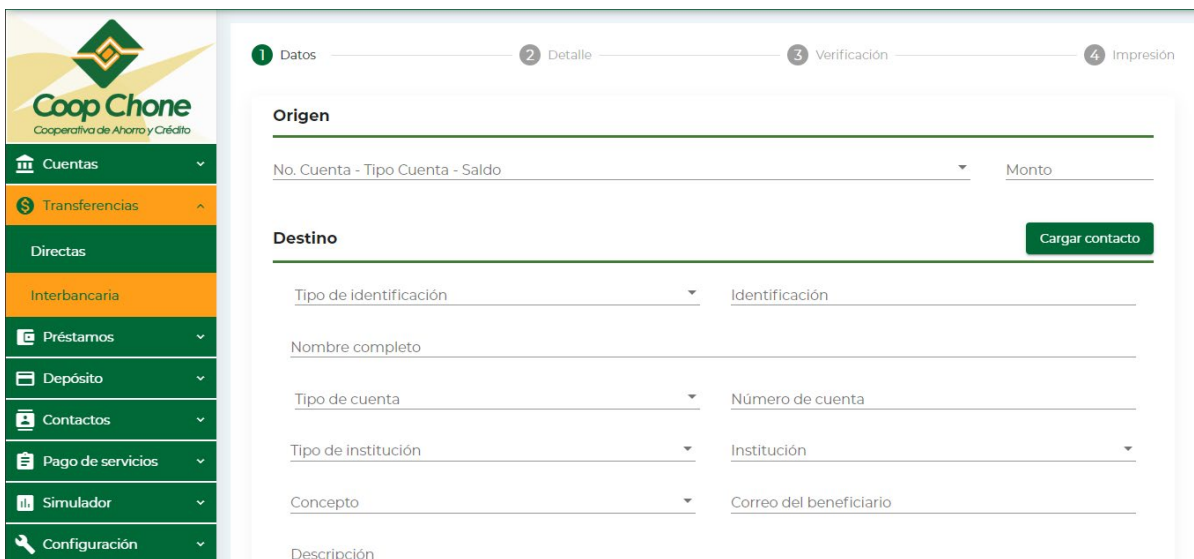 Coop Chone
Cooperativa de Ahorro y Crédito
Cuentas
Transferencias
Directas
Interbancaria
Préstamos
Depósito
Contactos
Pago de servicios
Simulador
Configuración
1 Datos 2 Detalle 3 Verificación 4 Impresión
Origen
No. Cuenta - Tipo Cuenta - Saldo Monto
Destino Cargar contacto
Tipo de identificación Identificación
Nombre completo
Tipo de cuenta Número de cuenta
Tipo de institución Institución
Concepto Correo del beneficiario
Descripción